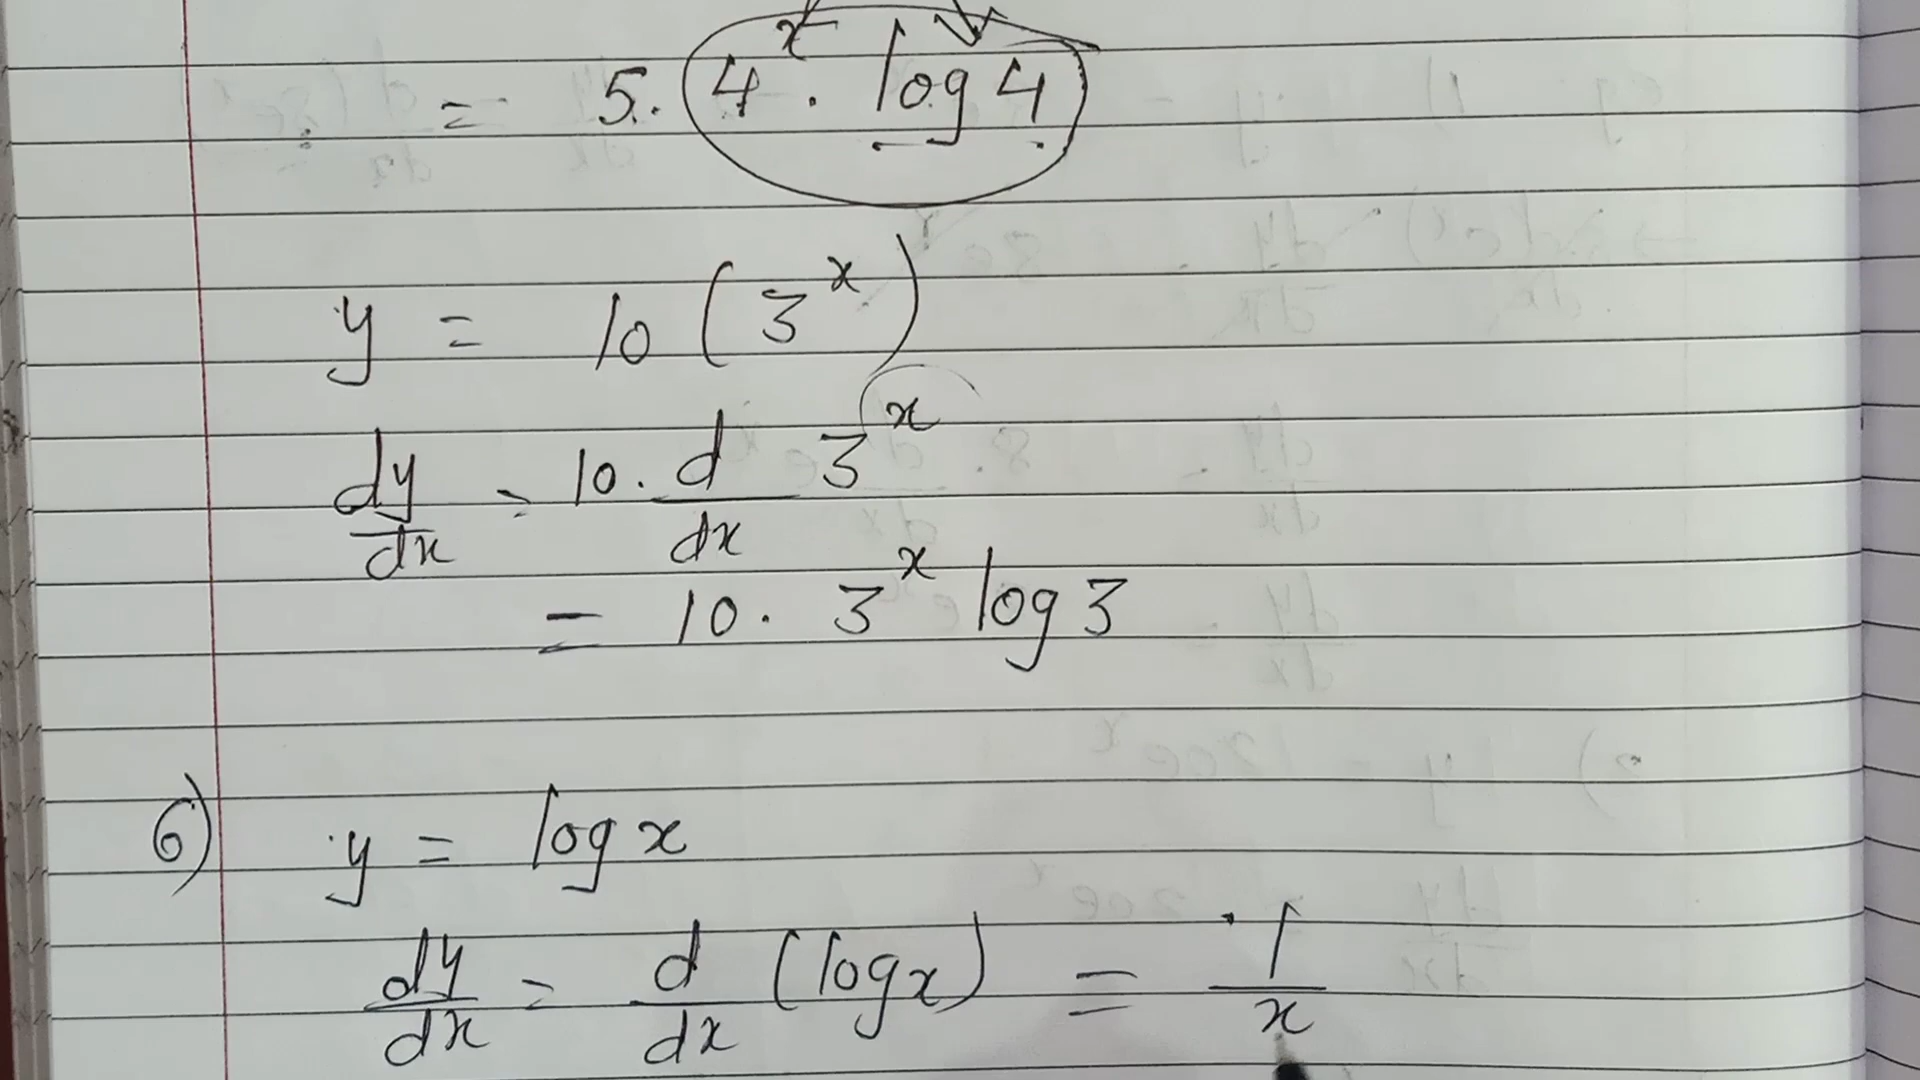 = 5. 4^x . log 4
y = 10 (3^x)
dy/dx = 10. d/dx 3^x
= 10. 3^x log 3
6) y = log x
dy/dx = d/dx (log x) = 1/x